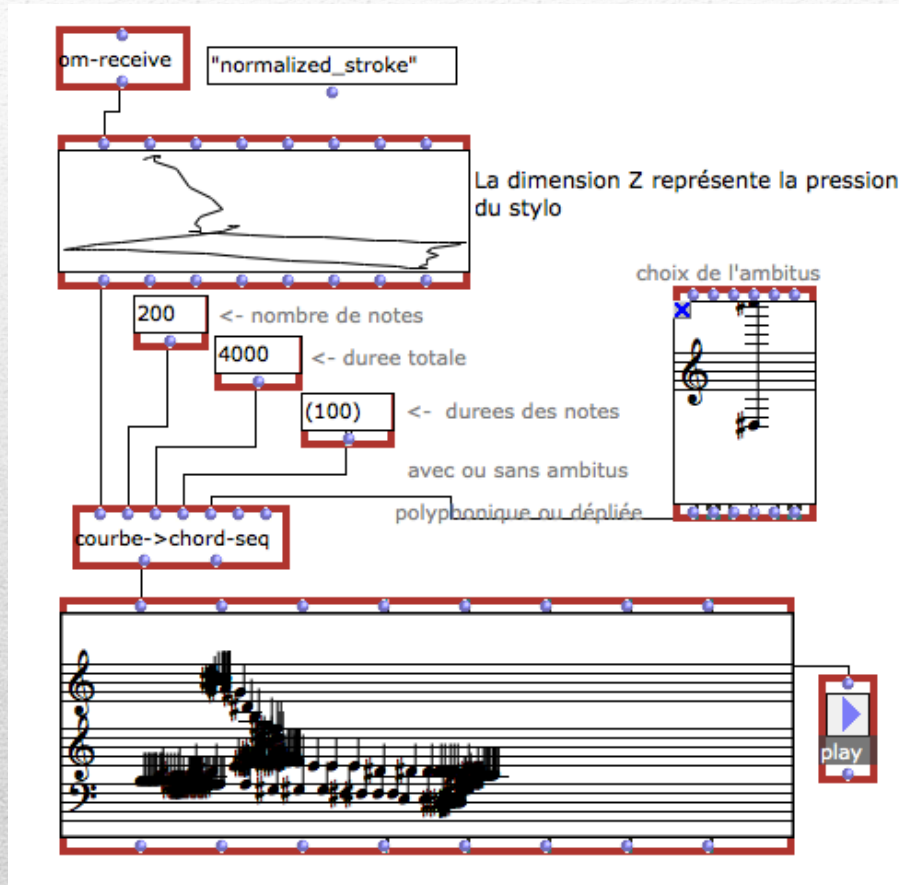 om-receive
"normalized_stroke"
La dimension Z représente la pression
du stylo
choix de l'ambitus
200
<- nombre de notes
4000
<- duree totale
(100)
<- durees des notes
avec ou sans ambitus
polyphonique ou dépliée
courbe->chord-seq
play